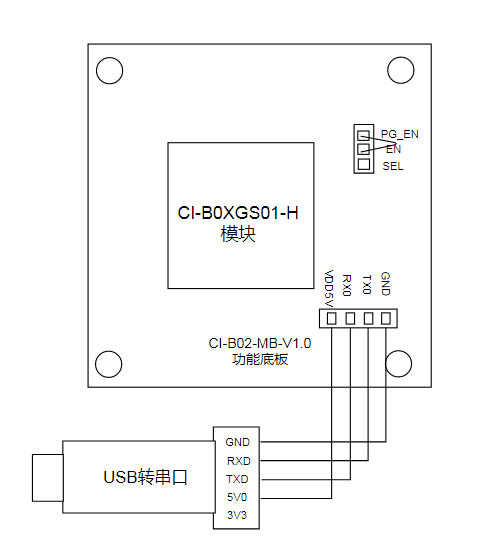 PG_EN
EN
SEL
CI-B0XGS01-H
模块
VDD5V
RX0
TX0
GND
CI-B02-MB-V1.0
功能底板
USB转串口
GND
RXD
TXD
5V0
3V3